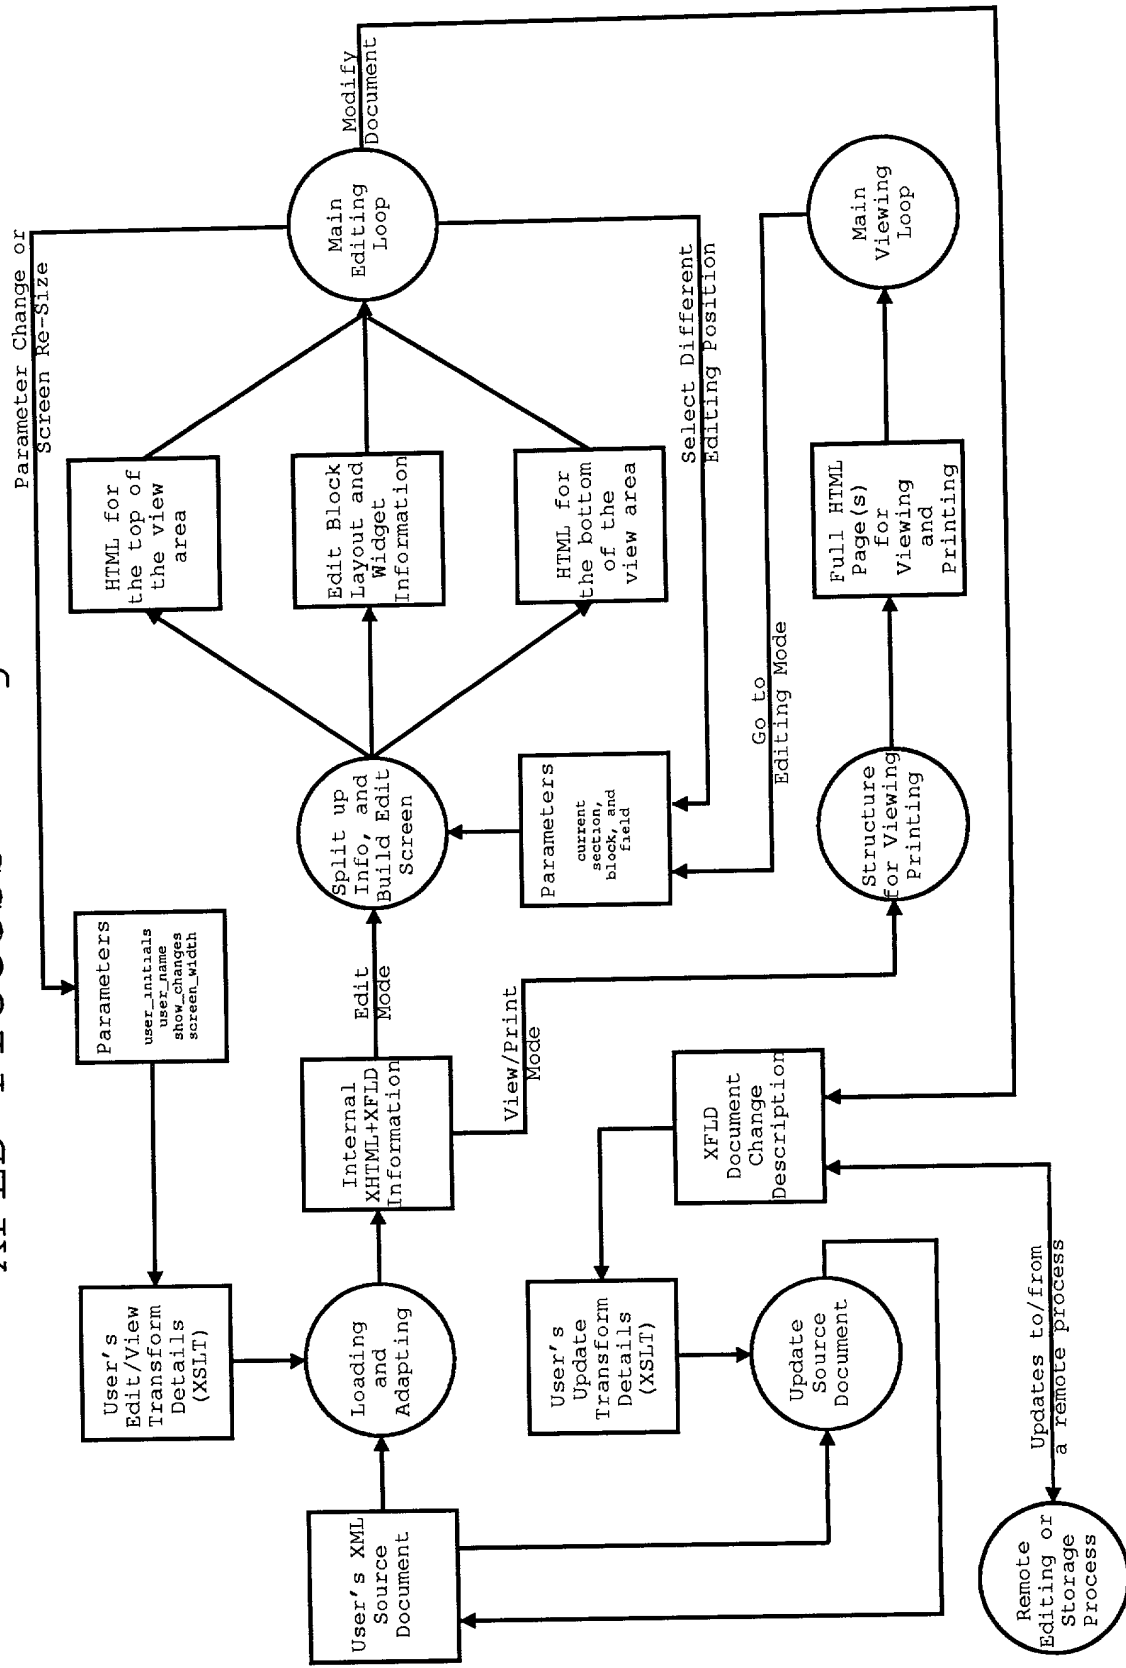 Parameter Change or
Screen Re-Size
Parameters
user_initials
user_name
show_changes
screen_width
User's
Edit/View
Transform
Details
(XSLT)
HTML for
the top of
the view
area
Modify
Document
Main
Editing
Loop
Edit Block
Layout and
Widget
Information
Split up
Info, and
Build Edit
Screen
Edit
Mode
Internal
XHTML+XFLD
Information
Loading
and
Adapting
User's XML
Source
Document
HTML for
the bottom
of the
view area
Select Different
Editing Position
Parameters
current
section,
block, and
field
View/Print
Mode
User's
Update
Transform
Details
(XSLT)
XFLD
Document
Change
Description
Go to
Editing Mode
Main
Viewing
Loop
Full HTML
Page(s)
for
Viewing
and
Printing
Structure
for Viewing
Printing
Update
Source
Document
Updates to/from
a remote process
Remote
Editing or
Storage
Process